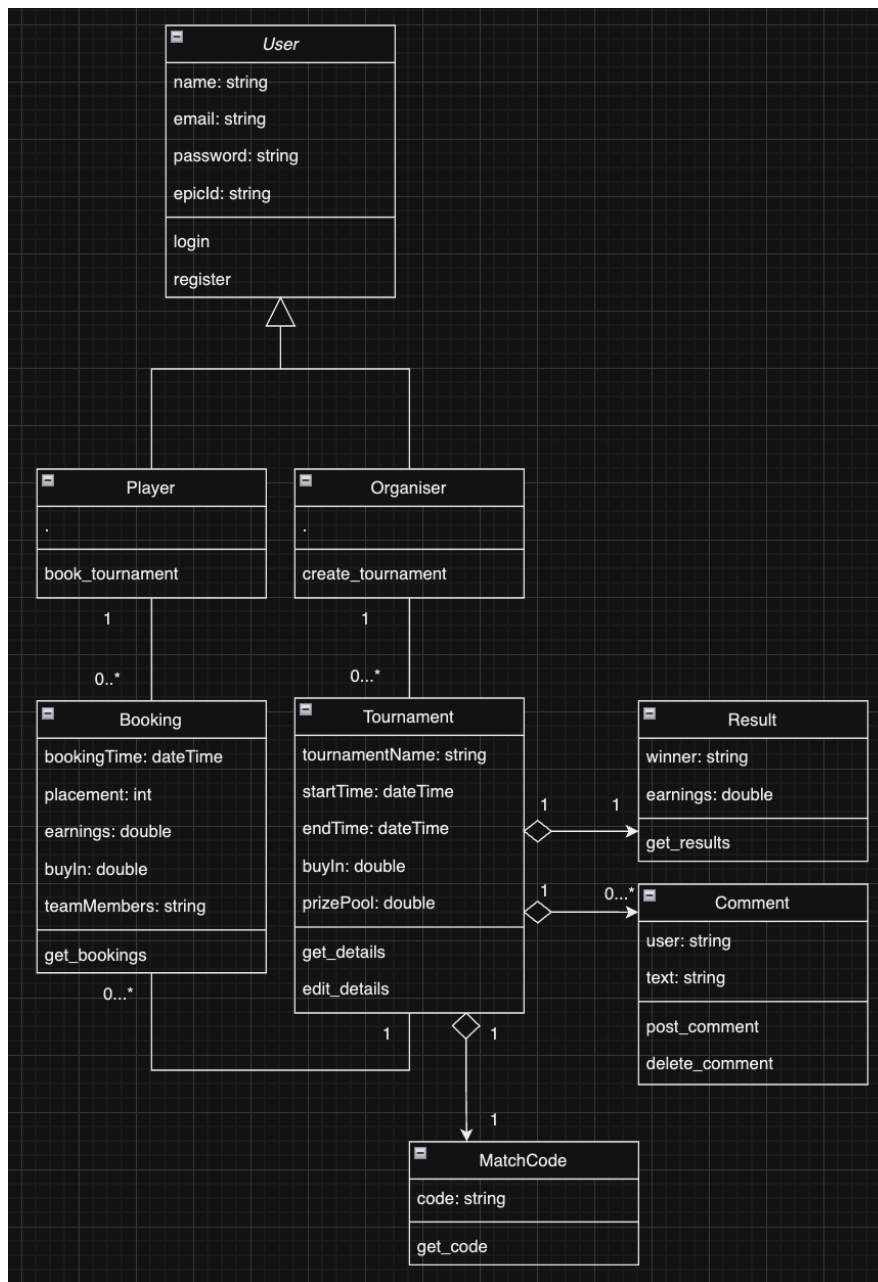 User
name: string
email: string
password: string
epicId: string
login
register
Player
.
book_tournament
Organiser
.
create_tournament
1
0..*
1
0...*
Booking
bookingTime: dateTime
placement: int
earnings: double
buyIn: double
teamMembers: string
get_bookings
0...*
Tournament
tournamentName: string
startTime: dateTime
endTime: dateTime
buyIn: double
prizePool: double
get_details
edit_details
1
1
1
Result
winner: string
earnings: double
get_results
1
0...*
Comment
user: string
text: string
post_comment
delete_comment
1
1
MatchCode
code: string
get_code